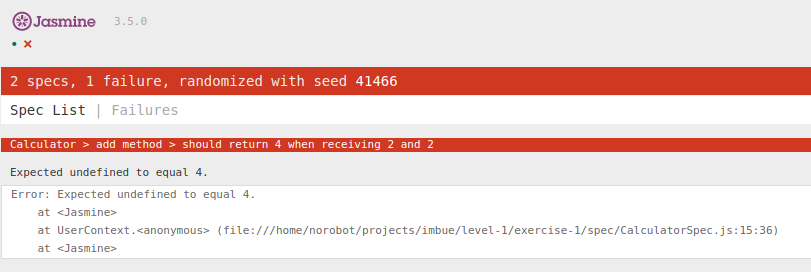 Jasmine 3.5.0
• ×
2 specs, 1 failure, randomized with seed 41466
Spec List | Failures
Calculator > add method > should return 4 when receiving 2 and 2
Expected undefined to equal 4.
Error: Expected undefined to equal 4.
at <Jasmine>
at UserContext.<anonymous> (file:///home/norobot/projects/imbue/level-1/exercise-1/spec/CalculatorSpec.js:15:36)
at <Jasmine>